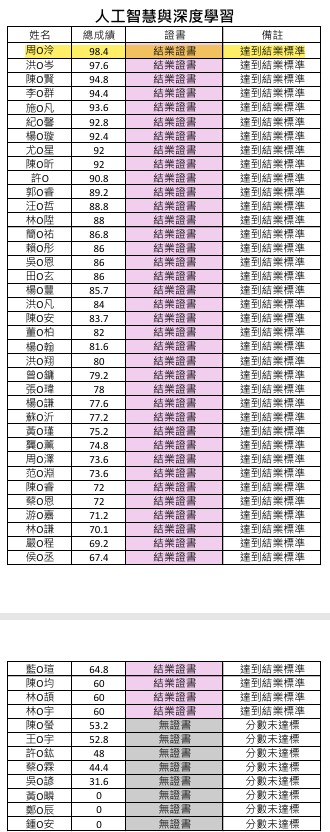 人工智慧與深度學習
姓名 總成績 證書 備註
周O泠 98.4 結業證書 達到結業標準
洪O岑 97.6 結業證書 達到結業標準
陳O賢 94.8 結業證書 達到結業標準
李O群 94.4 結業證書 達到結業標準
施O凡 93.6 結業證書 達到結業標準
紀O馨 92.8 結業證書 達到結業標準
楊O璇 92.4 結業證書 達到結業標準
尤O星 92 結業證書 達到結業標準
陳O昕 92 結業證書 達到結業標準
許O 90.8 結業證書 達到結業標準
郭O睿 89.2 結業證書 達到結業標準
汪O哲 88.8 結業證書 達到結業標準
林O陞 88 結業證書 達到結業標準
簡O祐 86.8 結業證書 達到結業標準
賴O彤 86 結業證書 達到結業標準
吳O恩 86 結業證書 達到結業標準
田O玄 86 結業證書 達到結業標準
楊O豐 85.7 結業證書 達到結業標準
洪O凡 84 結業證書 達到結業標準
陳O安 83.7 結業證書 達到結業標準
董O柏 82 結業證書 達到結業標準
楊O翰 81.6 結業證書 達到結業標準
洪O翔 80 結業證書 達到結業標準
曾O鏞 79.2 結業證書 達到結業標準
張O瑋 78 結業證書 達到結業標準
楊O謙 77.6 結業證書 達到結業標準
蘇O沂 77.2 結業證書 達到結業標準
黃O瑾 75.2 結業證書 達到結業標準
龔O薰 74.8 結業證書 達到結業標準
周O澤 73.6 結業證書 達到結業標準
范O淵 73.6 結業證書 達到結業標準
陳O睿 72 結業證書 達到結業標準
蔡O恩 72 結業證書 達到結業標準
游O嘉 71.2 結業證書 達到結業標準
林O謙 70.1 結業證書 達到結業標準
嚴O程 69.2 結業證書 達到結業標準
侯O丞 67.4 結業證書 達到結業標準
藍O瑄 64.8 結業證書 達到結業標準
陳O均 60 結業證書 達到結業標準
林O頡 60 結業證書 達到結業標準
林O宇 60 結業證書 達到結業標準
陳O螢 53.2 無證書 分數未達標
王O宇 52.8 無證書 分數未達標
許O鈜 48 無證書 分數未達標
蔡O霖 44.4 無證書 分數未達標
吳O諺 31.6 無證書 分數未達標
黃O 0 無證書 分數未達標
鄭O辰 0 無證書 分數未達標
鍾O安 0 無證書 分數未達標